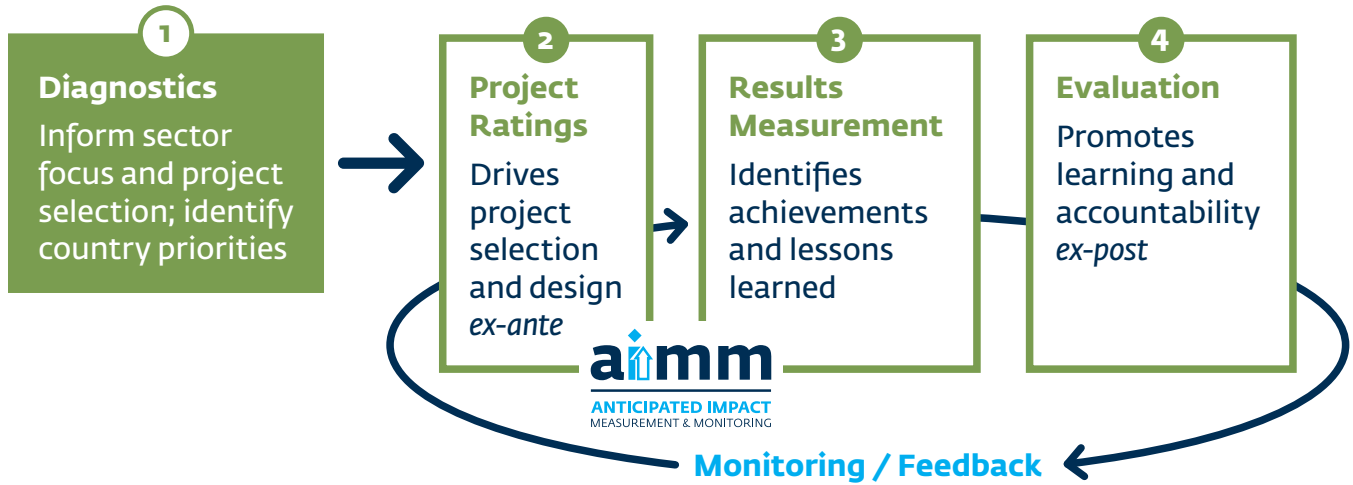 1
Diagnostics
Inform sector
focus and project
selection; identify
country priorities
2
Project
Ratings
Drives
project
selection
and design
ex-ante
3
Results
Measurement
Identifies
achievements
and lessons
learned
4
Evaluation
Promotes
learning and
accountability
ex-post
aimm
ANTICIPATED IMPACT
MEASUREMENT & MONITORING
Monitoring / Feedback